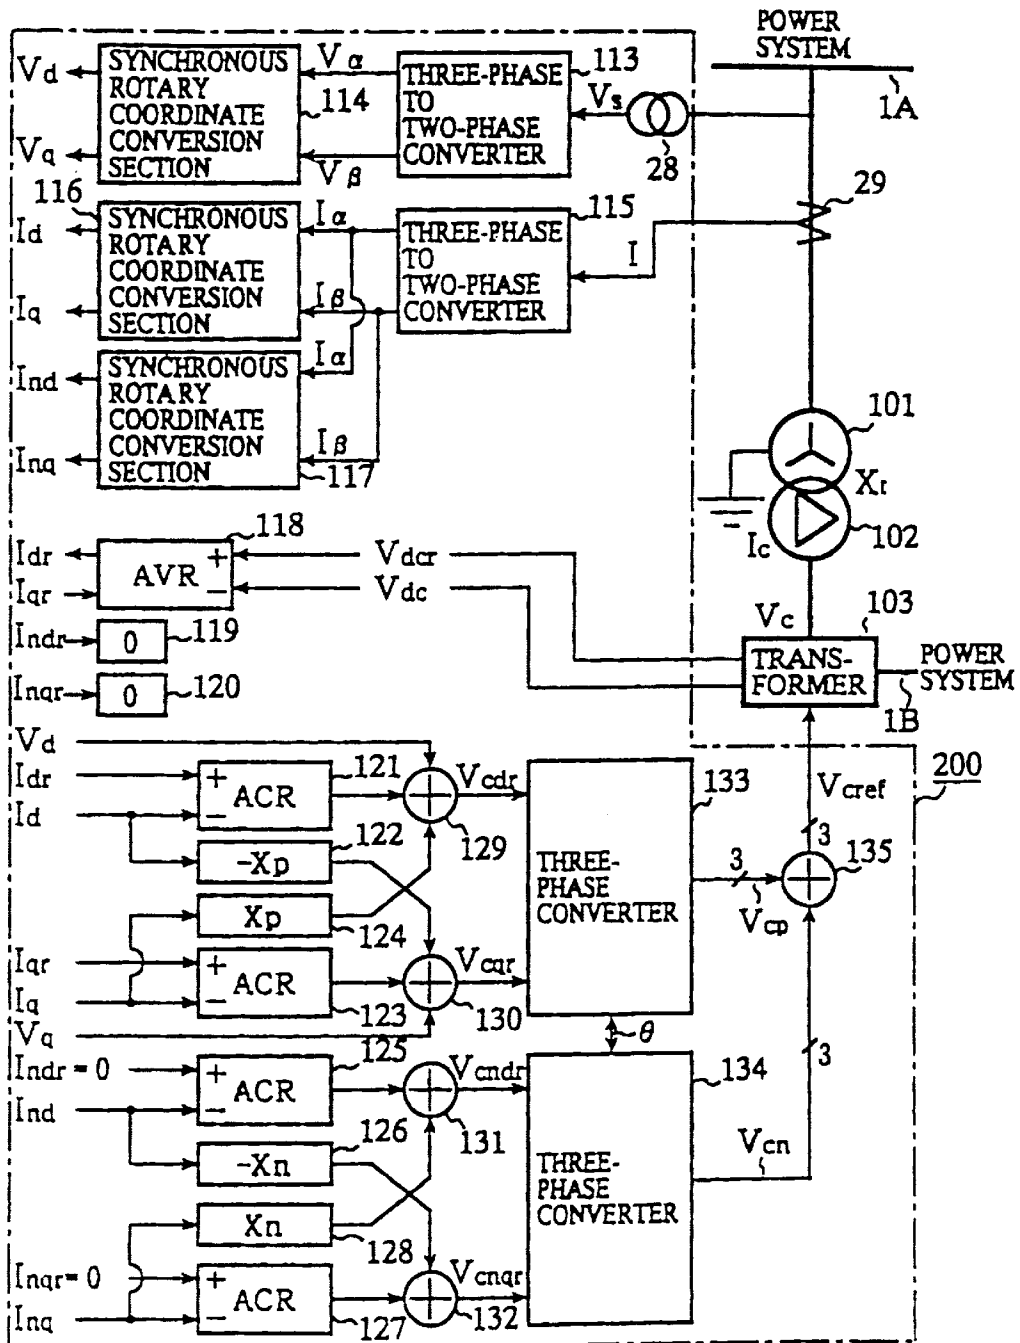 POWER
SYSTEM
1A
Vd
SYNCHRONOUS
ROTARY
COORDINATE
CONVERSION
SECTION
114
Vα
THREE-PHASE
TO
TWO-PHASE
CONVERTER
113
Vs
28
Vq
Vβ
29
116
Id
SYNCHRONOUS
ROTARY
COORDINATE
CONVERSION
SECTION
Iα
THREE-PHASE
TO
TWO-PHASE
CONVERTER
115
I
Iq
Iβ
Ind
SYNCHRONOUS
ROTARY
COORDINATE
CONVERSION
SECTION
Iα
Inq
Iβ
117
101
Xt
102
Ic
118
Idr
AVR
+
−
Vdcr
Vdc
Iqr
Vc
103
Indr
0
119
TRANS-
FORMER
POWER
SYSTEM
1B
Inqr
0
120
Vd
Idr
+
−
ACR
121
Vcdr
129
133
Id
122
-Xp
THREE-
PHASE
CONVERTER
Xp
124
Iqr
+
−
ACR
123
Vcqr
130
Iq
Vq
θ
3
Vcp
Vcref
3
135
200
Indr=0
+
−
ACR
125
Vcndr
131
134
Ind
126
-Xn
THREE-
PHASE
CONVERTER
Xn
128
3
Vcn
Inqr=0
+
−
ACR
127
Vcnqr
132
Inq